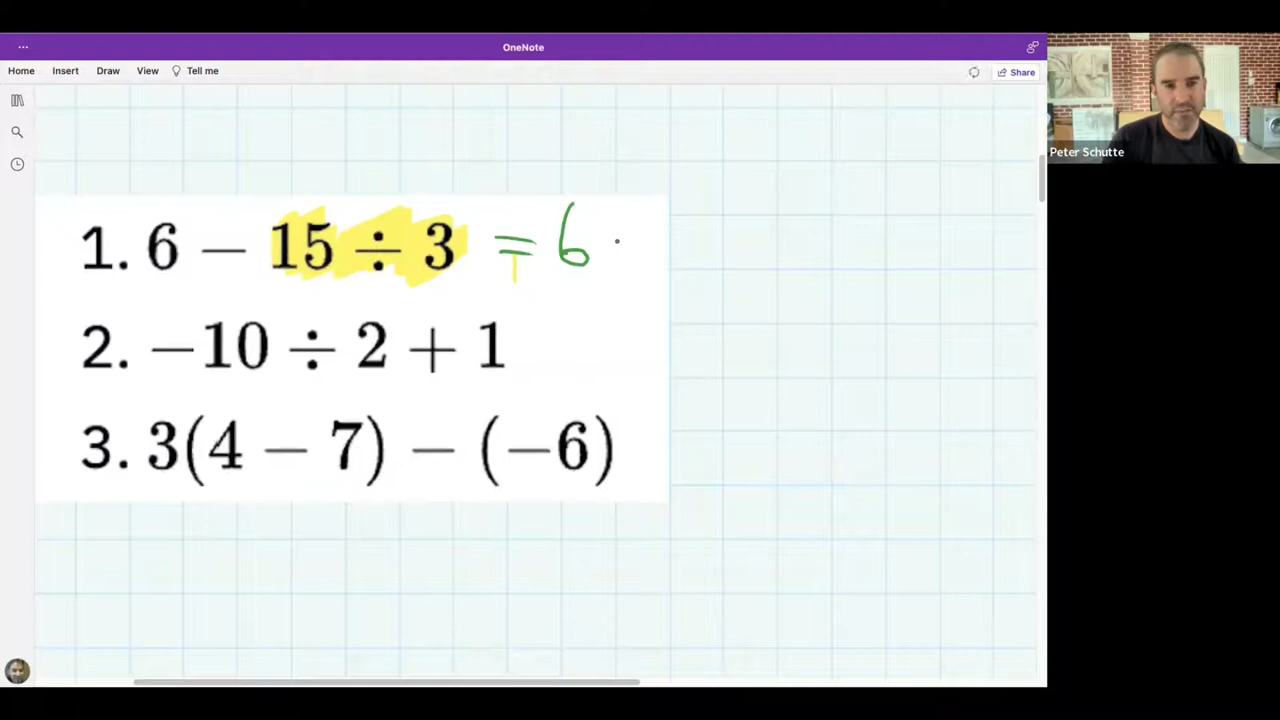 OneNote
Home Insert Draw View Tell me
Share
Peter Schutte
1. 6 − 15 ÷ 3 = 6
2. −10 ÷ 2 + 1
3. 3(4 − 7) − (−6)